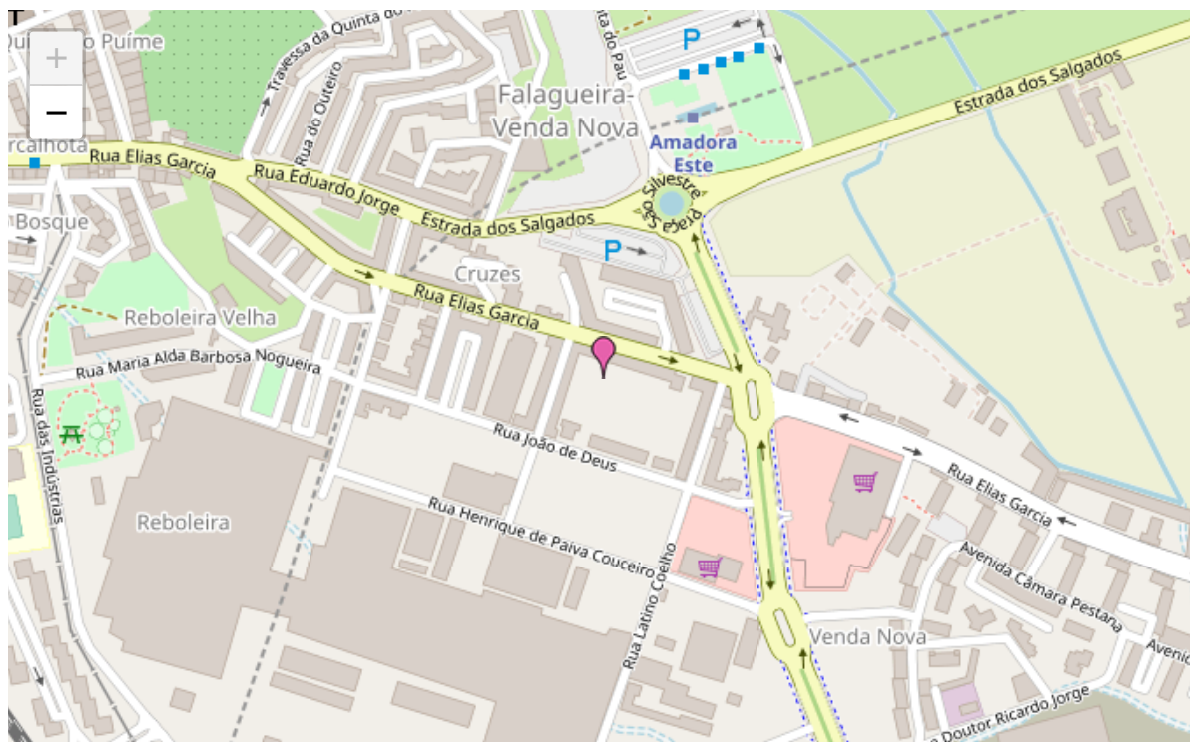 +
−
Travessa da Quinta do
Rua do Outeiro
Falagueira-
Venda Nova
P
Amadora
Este
Estrada dos Salgados
Rua Elias Garcia
Rua Eduardo Jorge
Estrada dos Salgados
Praça São
Silvestre
Bosque
P
Cruzes
Rua Elias Garcia
Reboleira Velha
Rua Maria Alda Barbosa Nogueira
Rua das Indústrias
Rua João de Deus
Rua Elias Garcia
Reboleira
Rua Henrique de Paiva Couceiro
Rua Latino Coelho
Avenida Câmara Pestana
Venda Nova
Doutor Ricardo Jorge